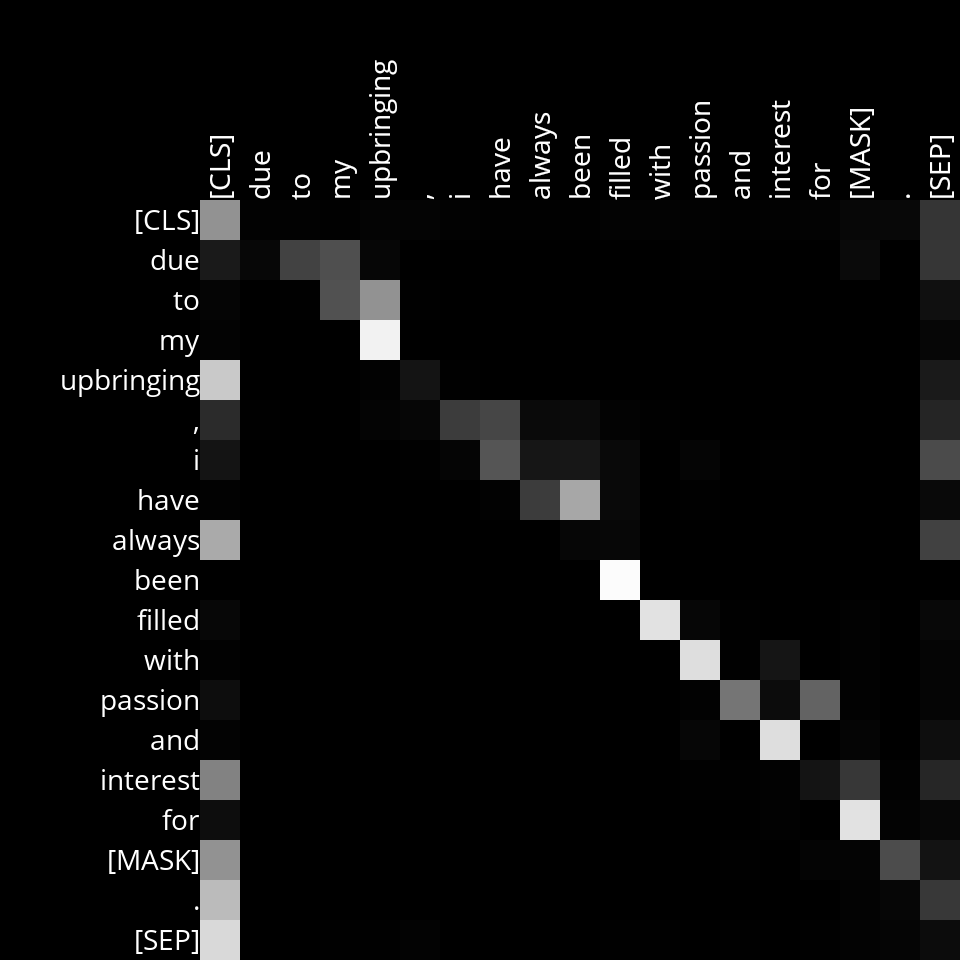 [CLS] due to my upbringing , i have always been filled with passion and interest for [MASK] . [SEP]
[CLS]
due
to
my
upbringing
,
i
have
always
been
filled
with
passion
and
interest
for
[MASK]
.
[SEP]